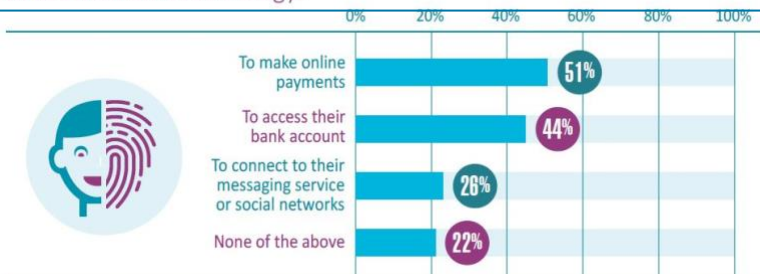 0% 20% 40% 60% 80% 100%
To make online
payments
51%
To access their
bank account
44%
To connect to their
messaging service
or social networks
26%
None of the above
22%